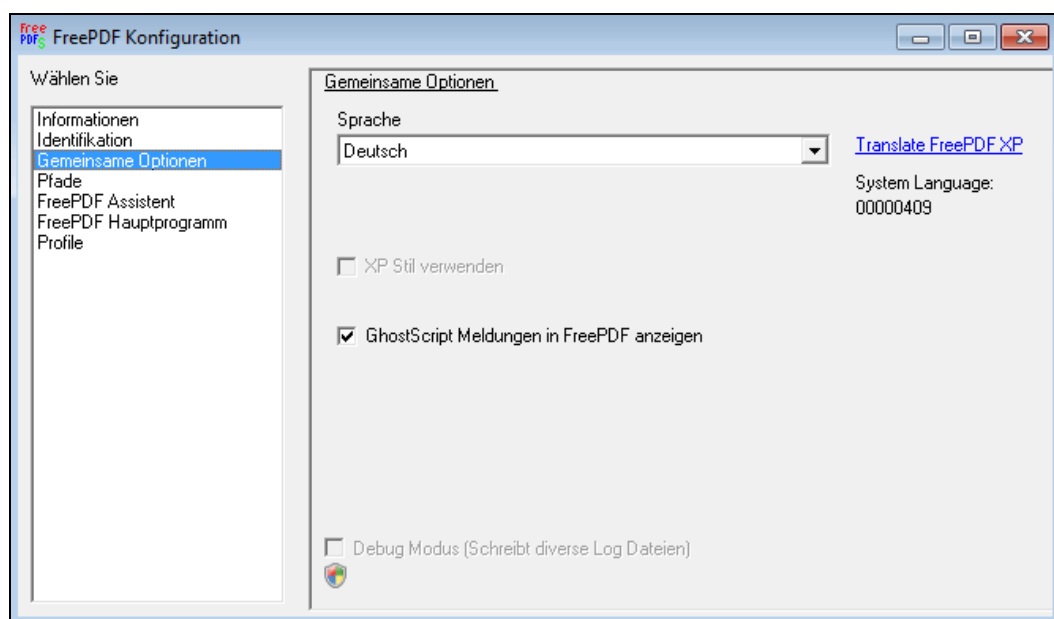 Free PDFs FreePDF Konfiguration
Wählen Sie
Informationen
Identifikation
Gemeinsame Optionen
Pfade
FreePDF Assistent
FreePDF Hauptprogramm
Profile
Gemeinsame Optionen
Sprache
Deutsch
Translate FreePDF XP
System Language:
00000409
XP Stil verwenden
GhostScript Meldungen in FreePDF anzeigen
Debug Modus (Schreibt diverse Log Dateien)